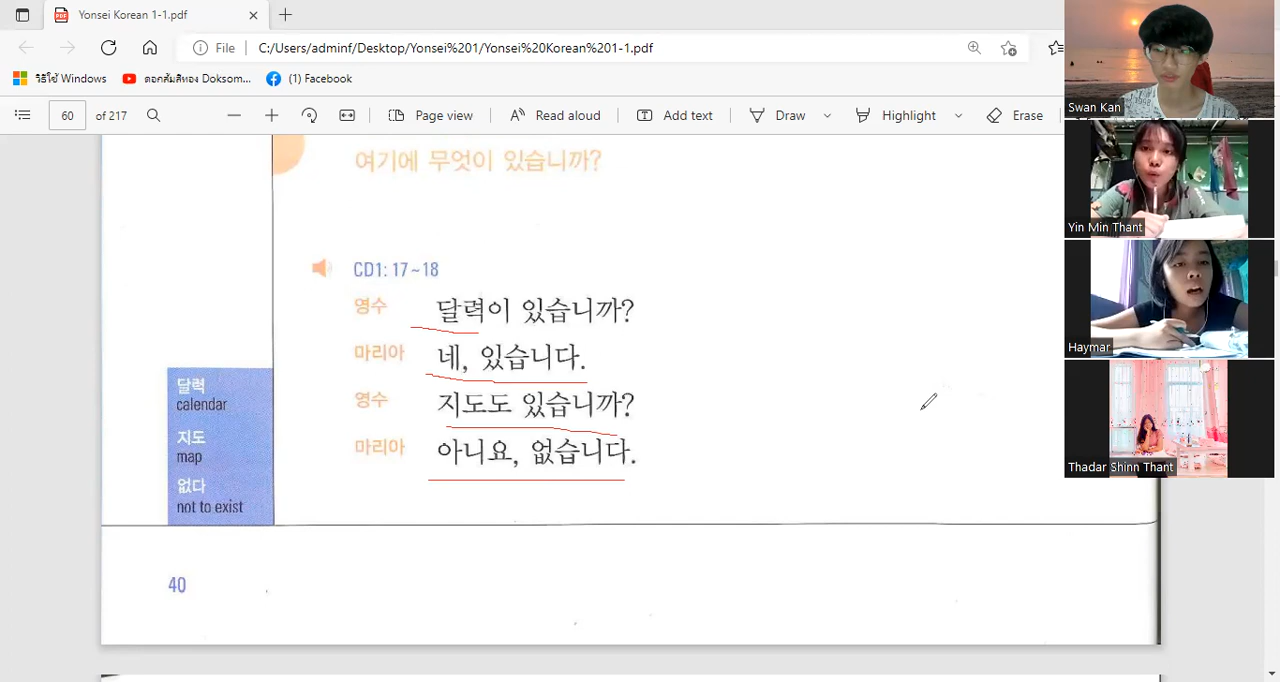 Yonsei Korean 1-1.pdf
File
C:/Users/adminf/Desktop/Yonsei%201/Yonsei%20Korean%201-1.pdf
วิธีใช้ Windows
ดอกส้มสีทอง Doksom...
(1) Facebook
60 of 217
Page view
Read aloud
Add text
Draw
Highlight
Erase
여기에 무엇이 있습니까?
CD1: 17~18
영수 달력이 있습니까?
마리아 네, 있습니다.
영수 지도도 있습니까?
마리아 아니요, 없습니다.
달력
calendar
지도
map
없다
not to exist
40
Swan Kan
Yin Min Thant
Haymar
Thadar Shinn Thant